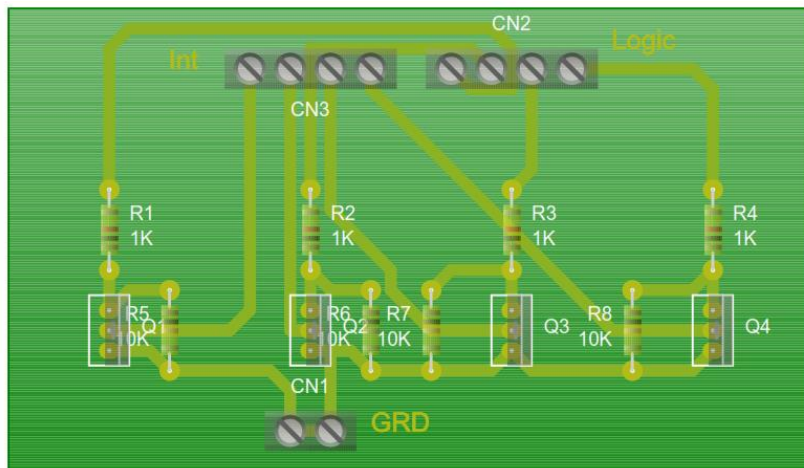 CN2
Int
Logic
CN3
R1
1K
R2
1K
R3
1K
R4
1K
R5
10K
Q1
R6
10K
Q2
R7
10K
Q3
R8
10K
Q4
CN1
GRD